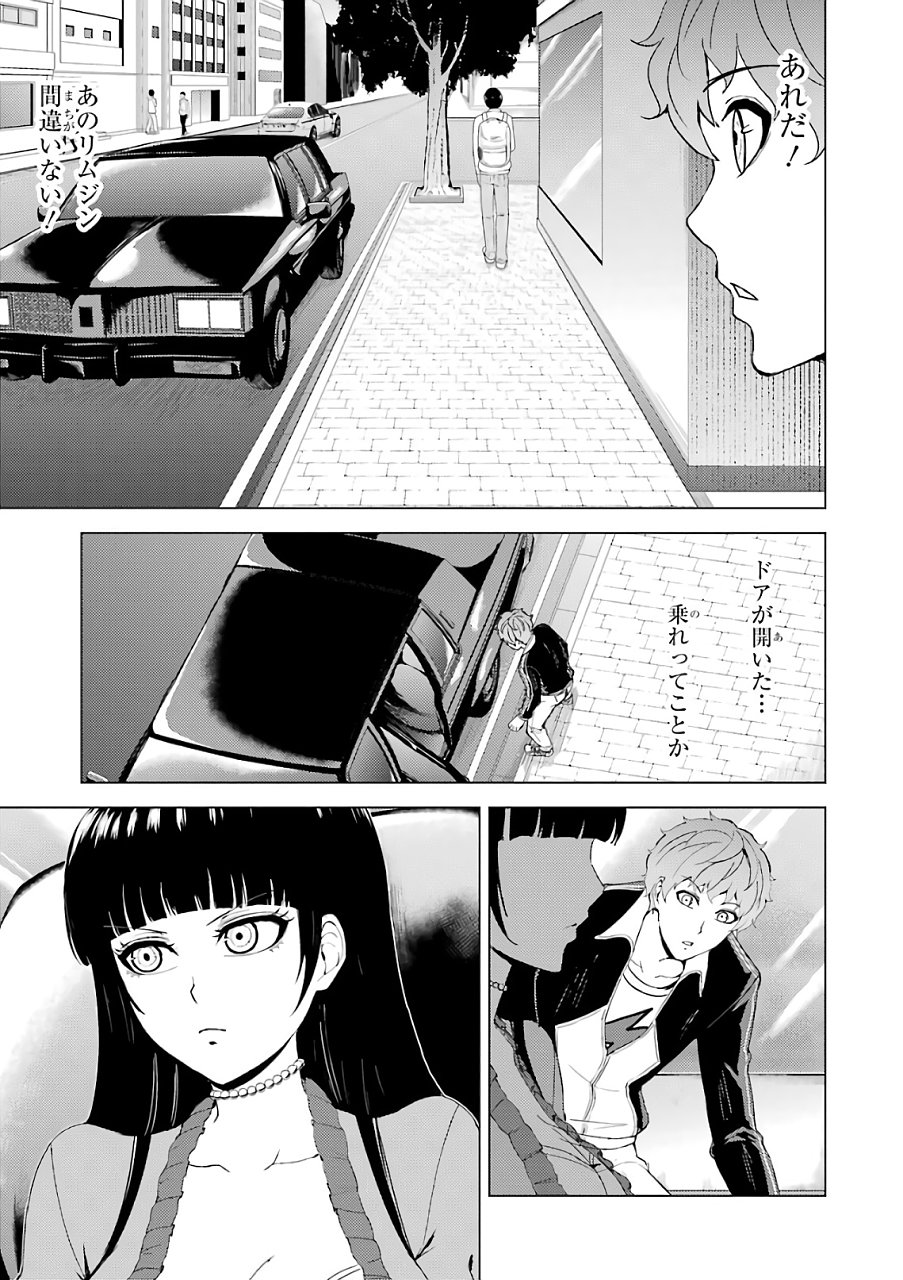 あれだ！
あのリムジン
間違いない！
ドアが開いた…
乗れってことか